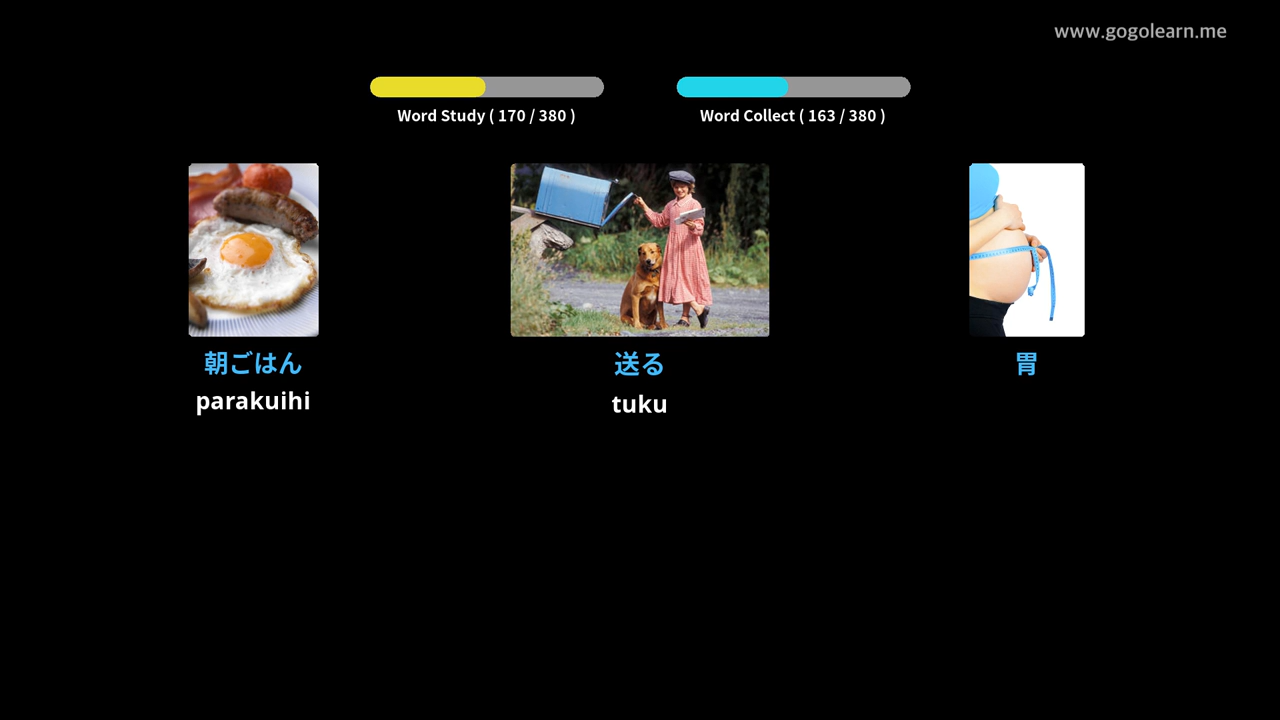 www.gogolearn.me
Word Study ( 170 / 380 )
Word Collect ( 163 / 380 )
朝ごはん
parakuihi
送る
tuku
胃